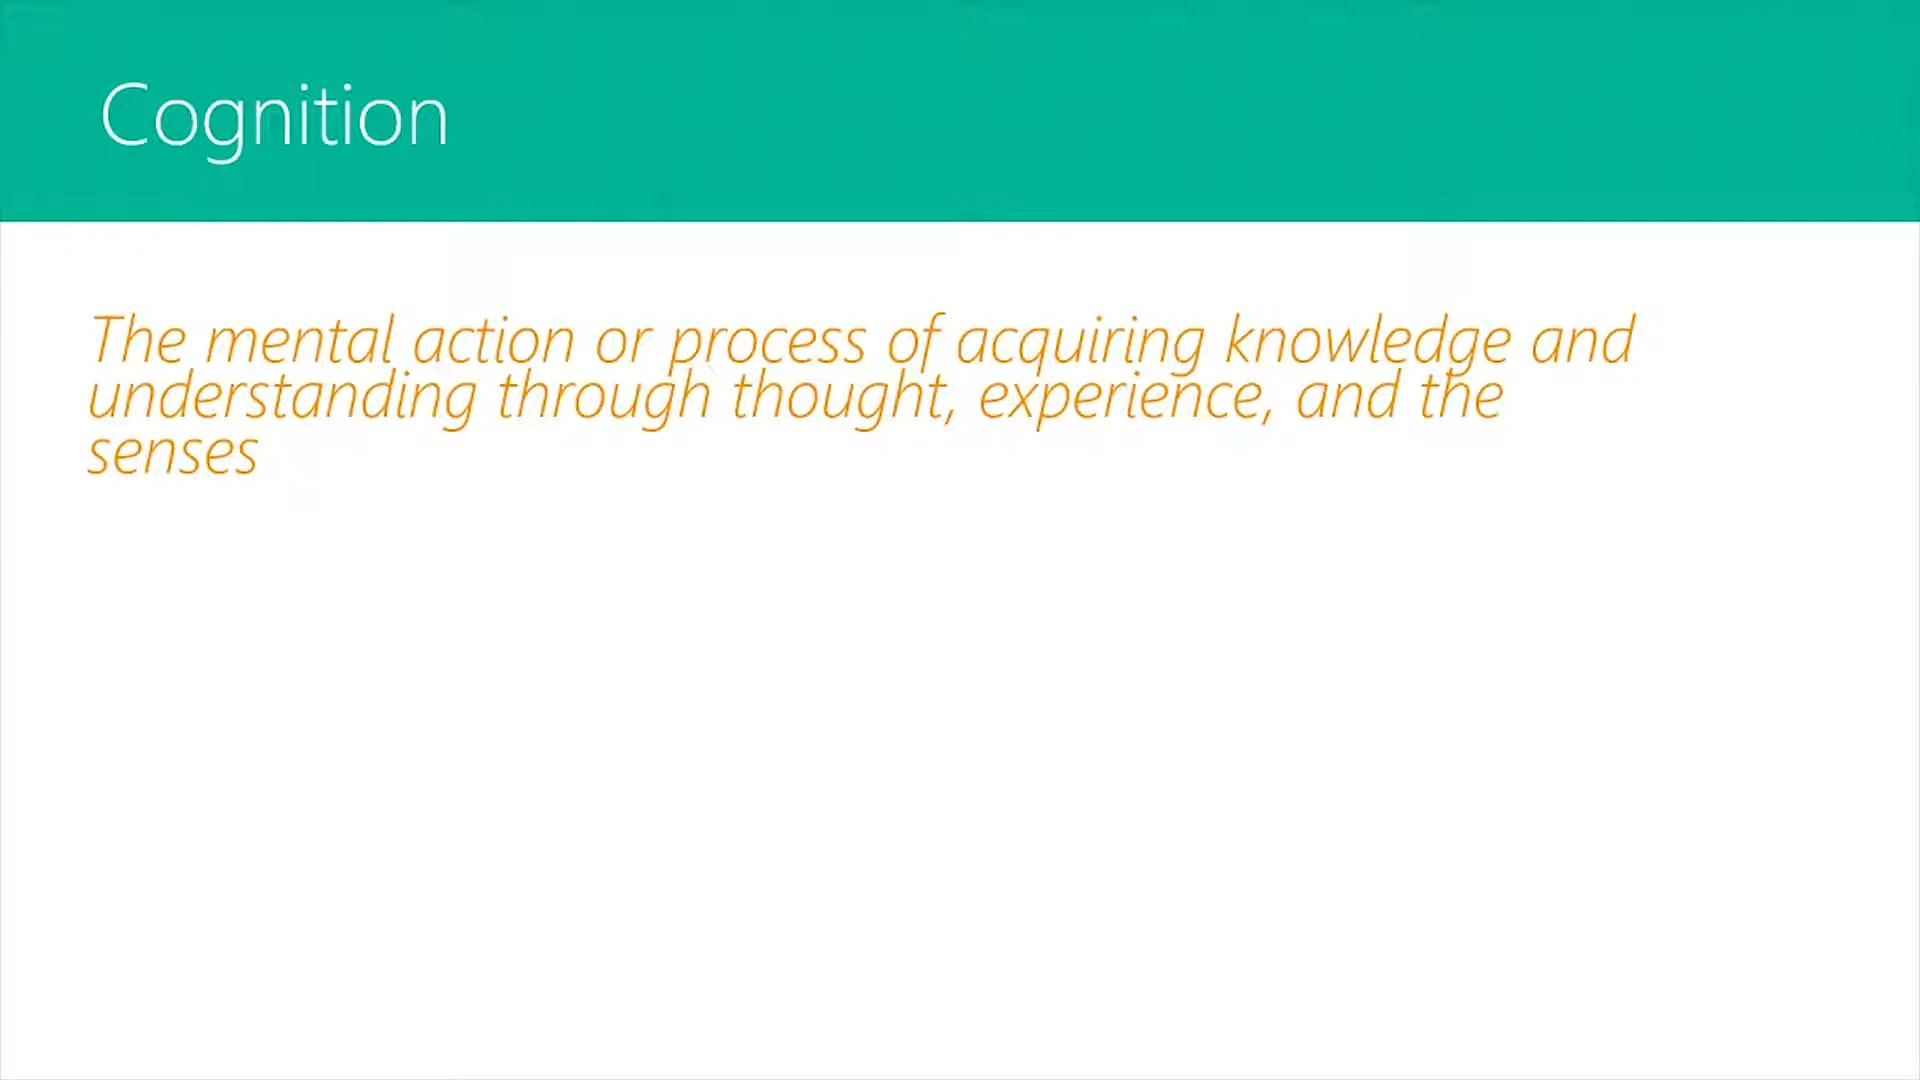 Cognition
The mental action or process of acquiring knowledge and
understanding through thought, experience, and the
senses